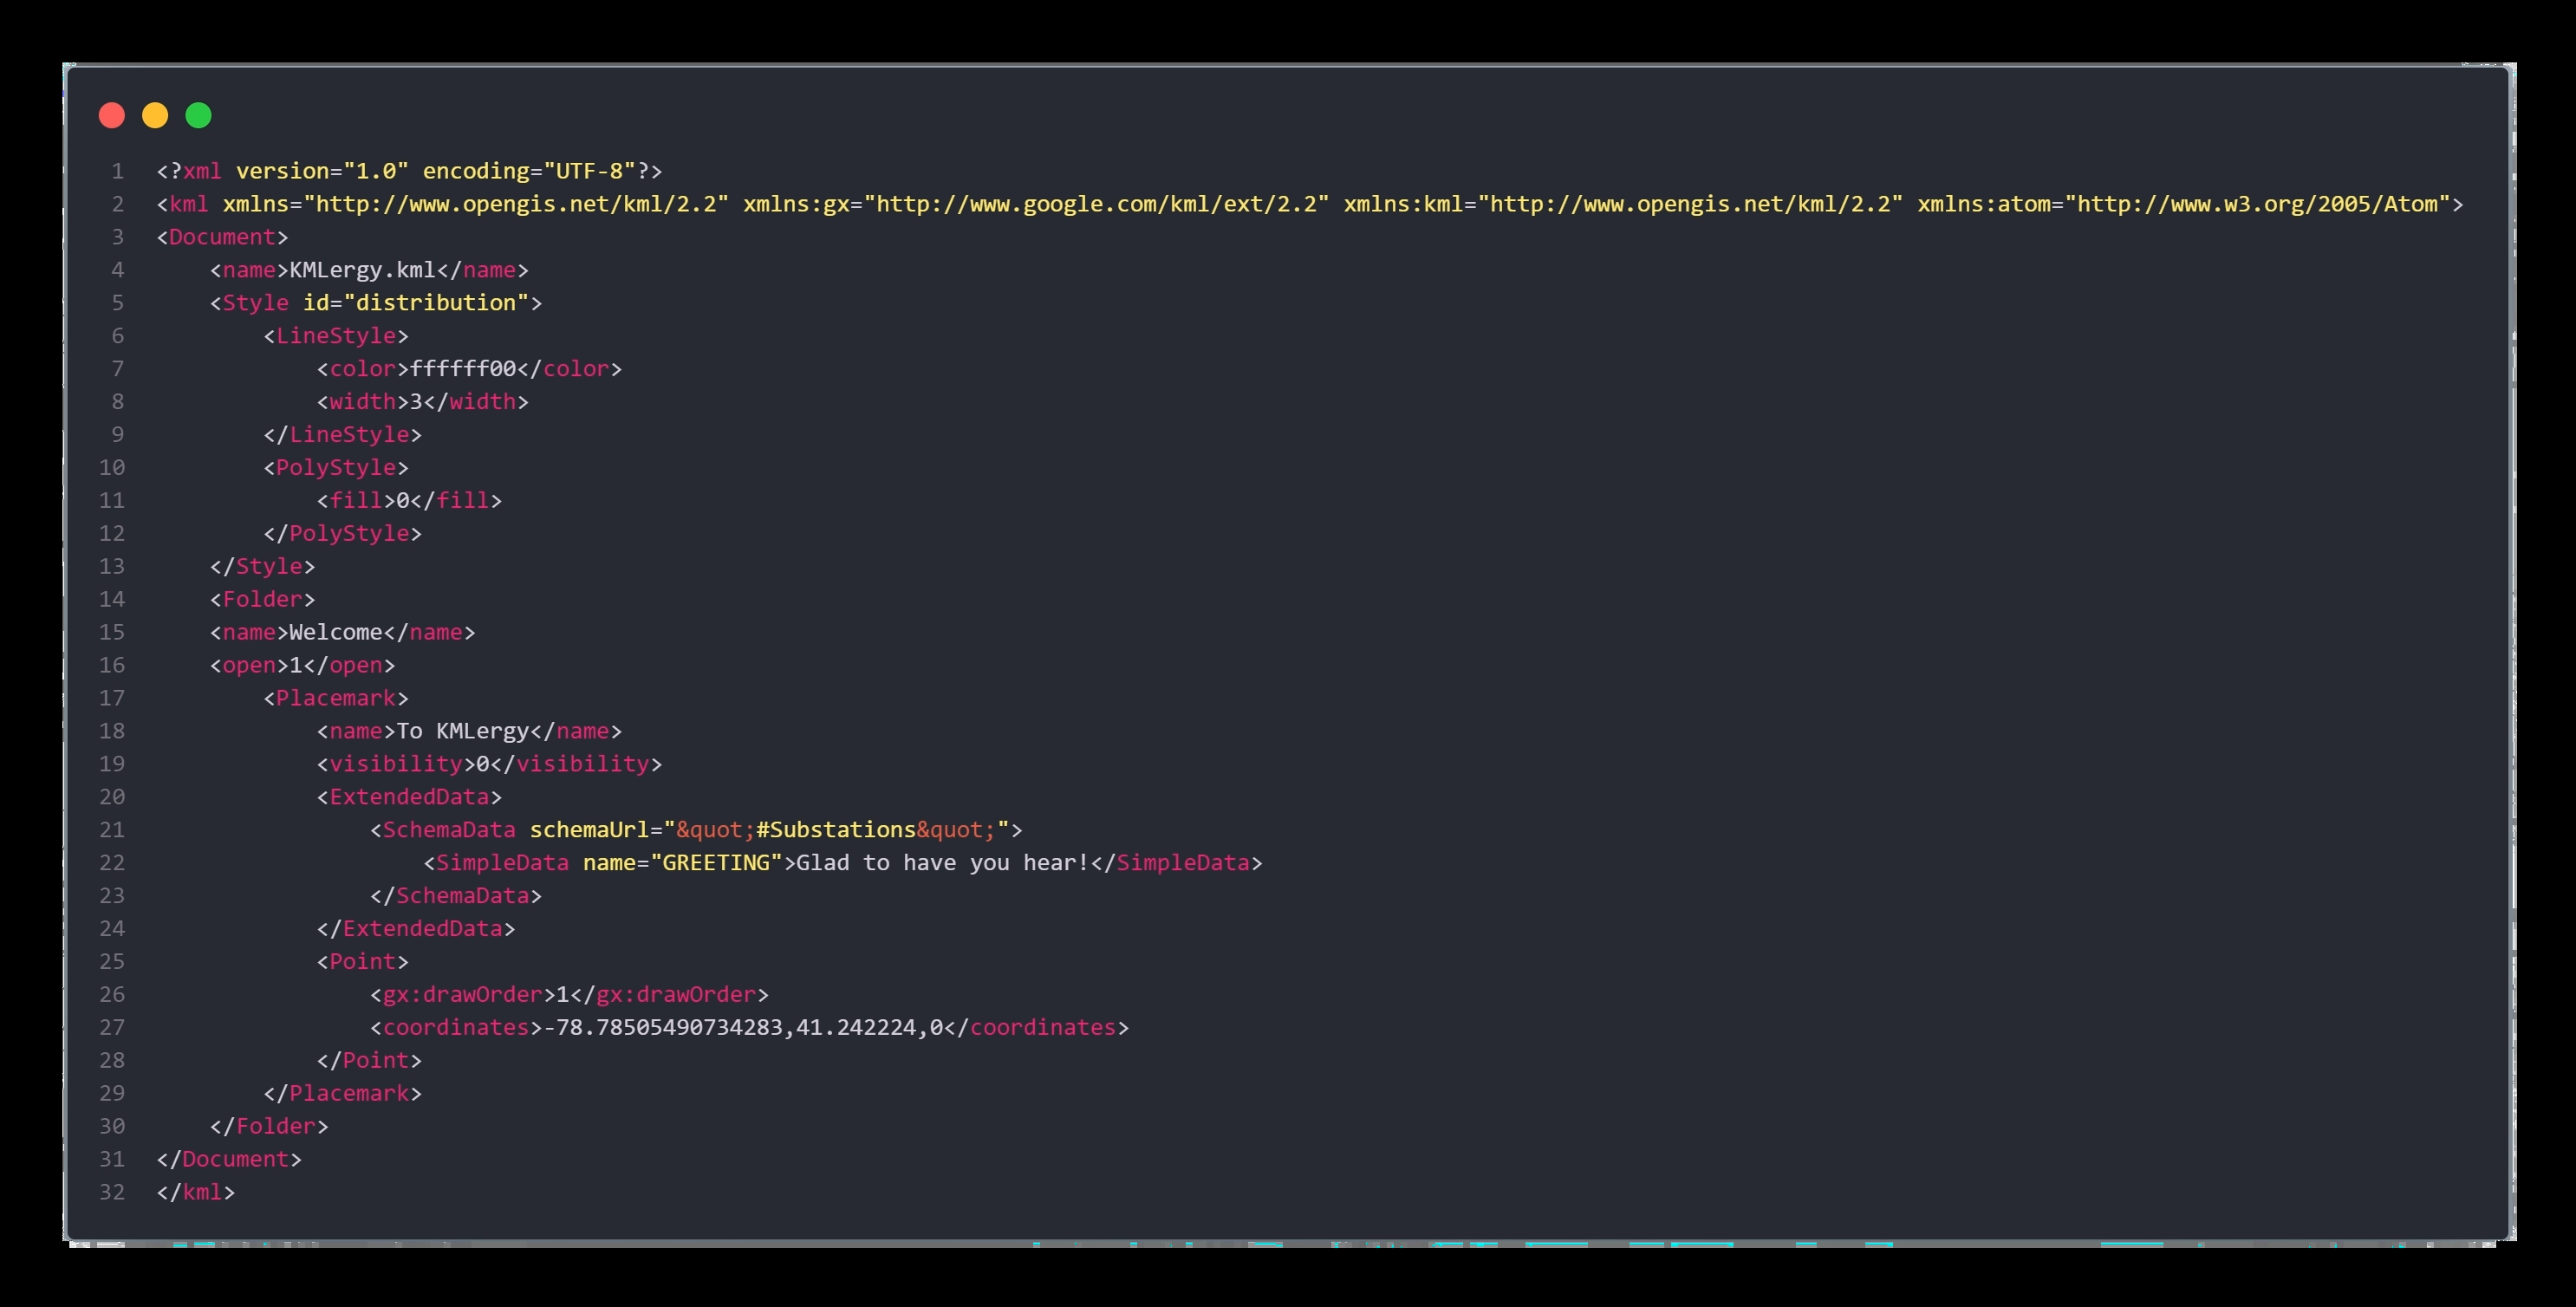 1 <?xml version="1.0" encoding="UTF-8"?>
2 <kml xmlns="http://www.opengis.net/kml/2.2" xmlns:gx="http://www.google.com/kml/ext/2.2" xmlns:kml="http://www.opengis.net/kml/2.2" xmlns:atom="http://www.w3.org/2005/Atom">
3 <Document>
4     <name>KMLergy.kml</name>
5     <Style id="distribution">
6         <LineStyle>
7             <color>ffffff00</color>
8             <width>3</width>
9         </LineStyle>
10         <PolyStyle>
11             <fill>0</fill>
12         </PolyStyle>
13     </Style>
14     <Folder>
15     <name>Welcome</name>
16     <open>1</open>
17         <Placemark>
18             <name>To KMLergy</name>
19             <visibility>0</visibility>
20             <ExtendedData>
21                 <SchemaData schemaUrl="&quot;#Substations&quot;">
22                     <SimpleData name="GREETING">Glad to have you hear!</SimpleData>
23                 </SchemaData>
24             </ExtendedData>
25             <Point>
26                 <gx:drawOrder>1</gx:drawOrder>
27                 <coordinates>-78.78505490734283,41.242224,0</coordinates>
28             </Point>
29         </Placemark>
30     </Folder>
31 </Document>
32 </kml>